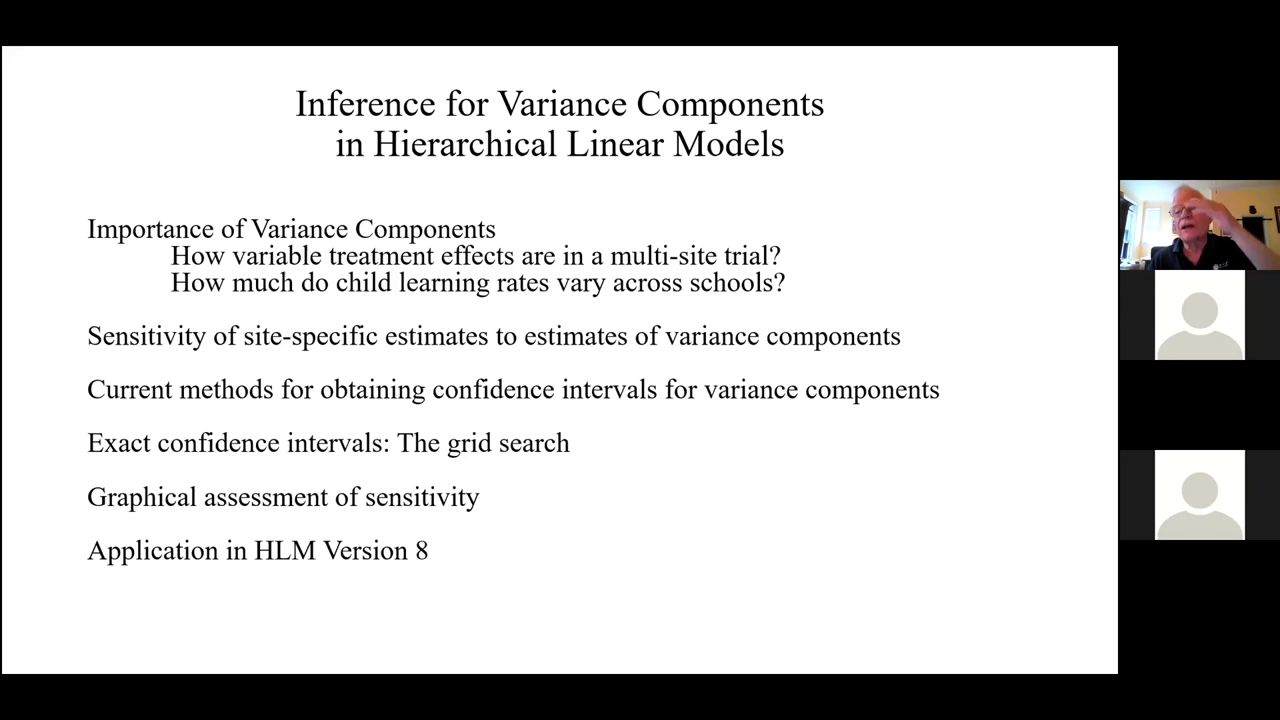 Inference for Variance Components
in Hierarchical Linear Models
Importance of Variance Components
How variable treatment effects are in a multi-site trial?
How much do child learning rates vary across schools?
Sensitivity of site-specific estimates to estimates of variance components
Current methods for obtaining confidence intervals for variance components
Exact confidence intervals: The grid search
Graphical assessment of sensitivity
Application in HLM Version 8